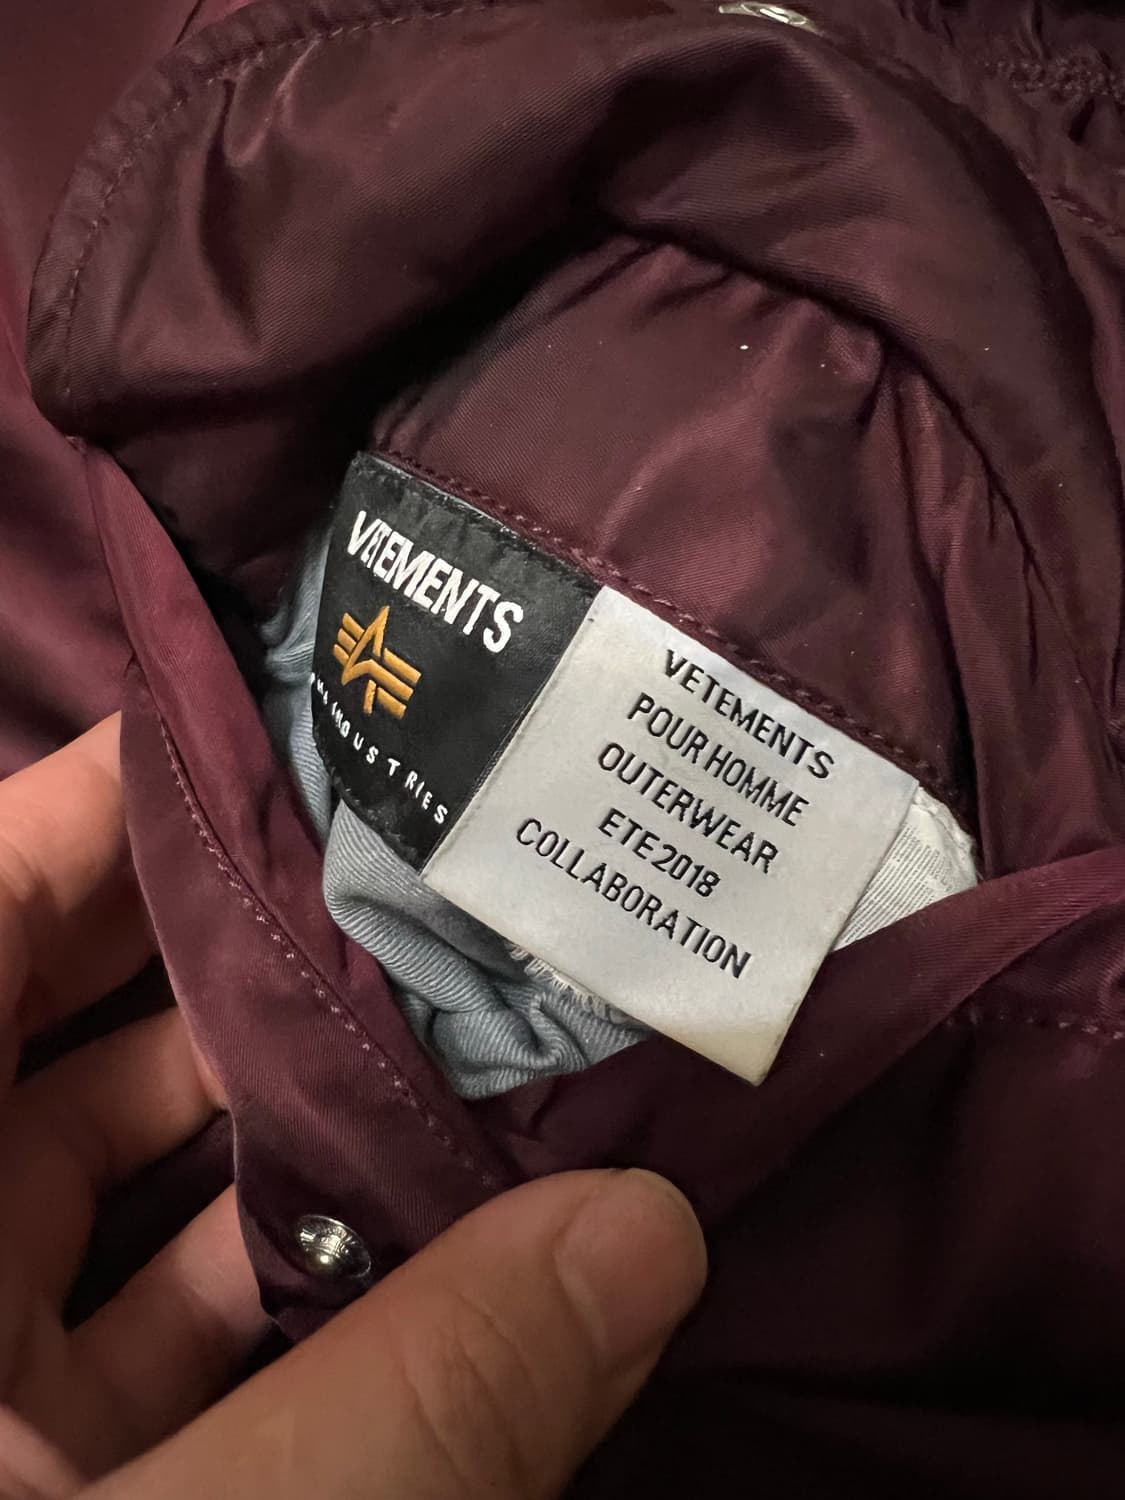 VETEMENTS
INDUSTRIES
VETEMENTS
POUR HOMME
OUTERWEAR
ETE2018
COLLABORATION